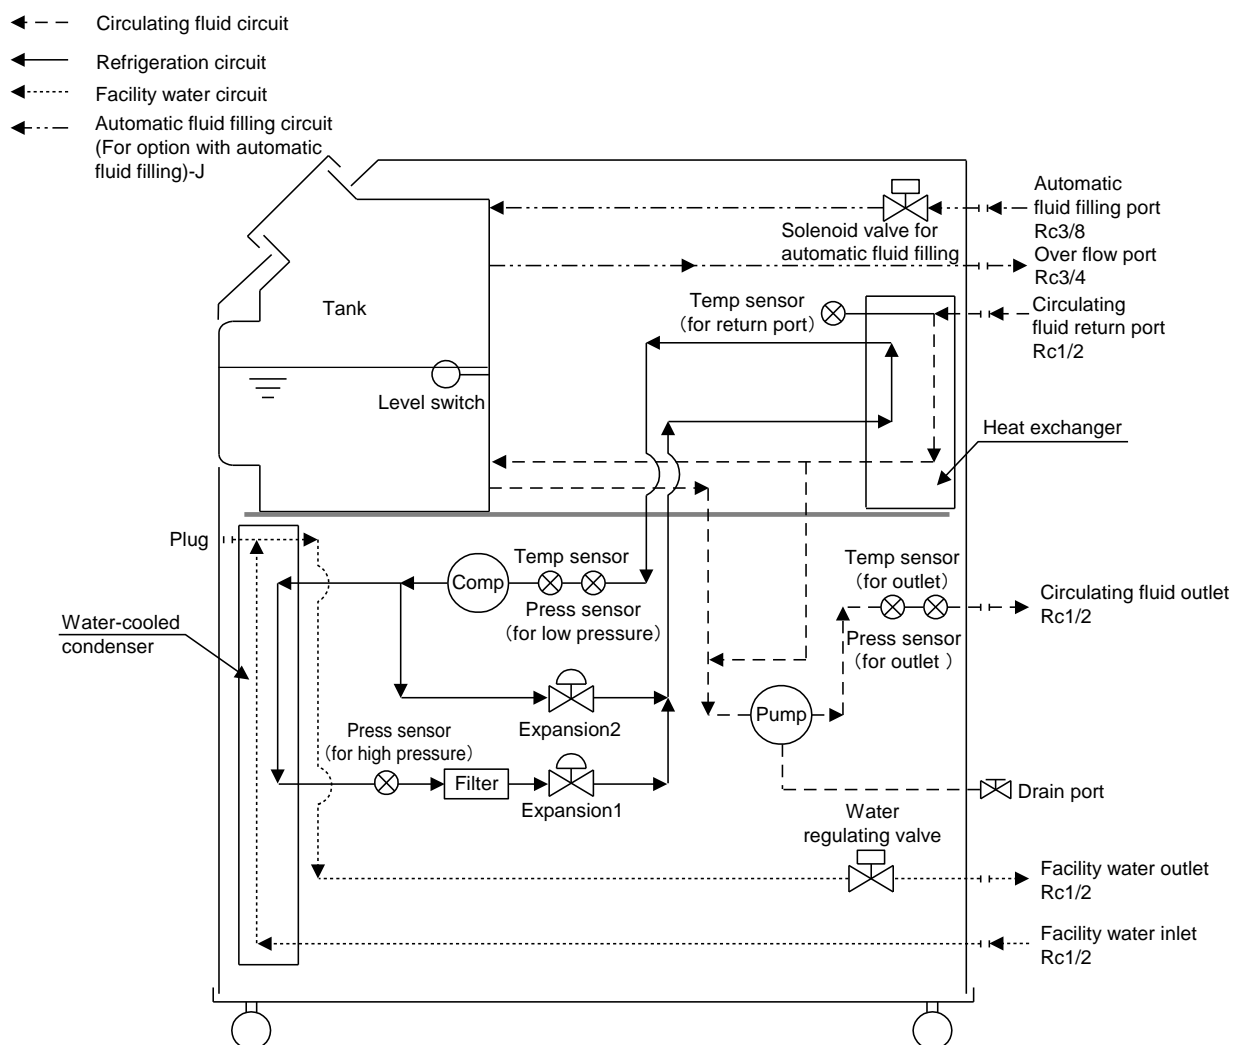 Circulating fluid circuit
Refrigeration circuit
Facility water circuit
Automatic fluid filling circuit
(For option with automatic
fluid filling)-J
Automatic
fluid filling port
Rc3/8
Solenoid valve for
automatic fluid filling
Over flow port
Rc3/4
Tank
Temp sensor
(for return port)
Circulating
fluid return port
Rc1/2
Level switch
Heat exchanger
Plug
Comp
Temp sensor
Press sensor
(for low pressure)
Temp sensor
(for outlet)
Press sensor
(for outlet )
Circulating fluid outlet
Rc1/2
Water-cooled
condenser
Pump
Expansion2
Press sensor
(for high pressure)
Filter
Expansion1
Drain port
Water
regulating valve
Facility water outlet
Rc1/2
Facility water inlet
Rc1/2